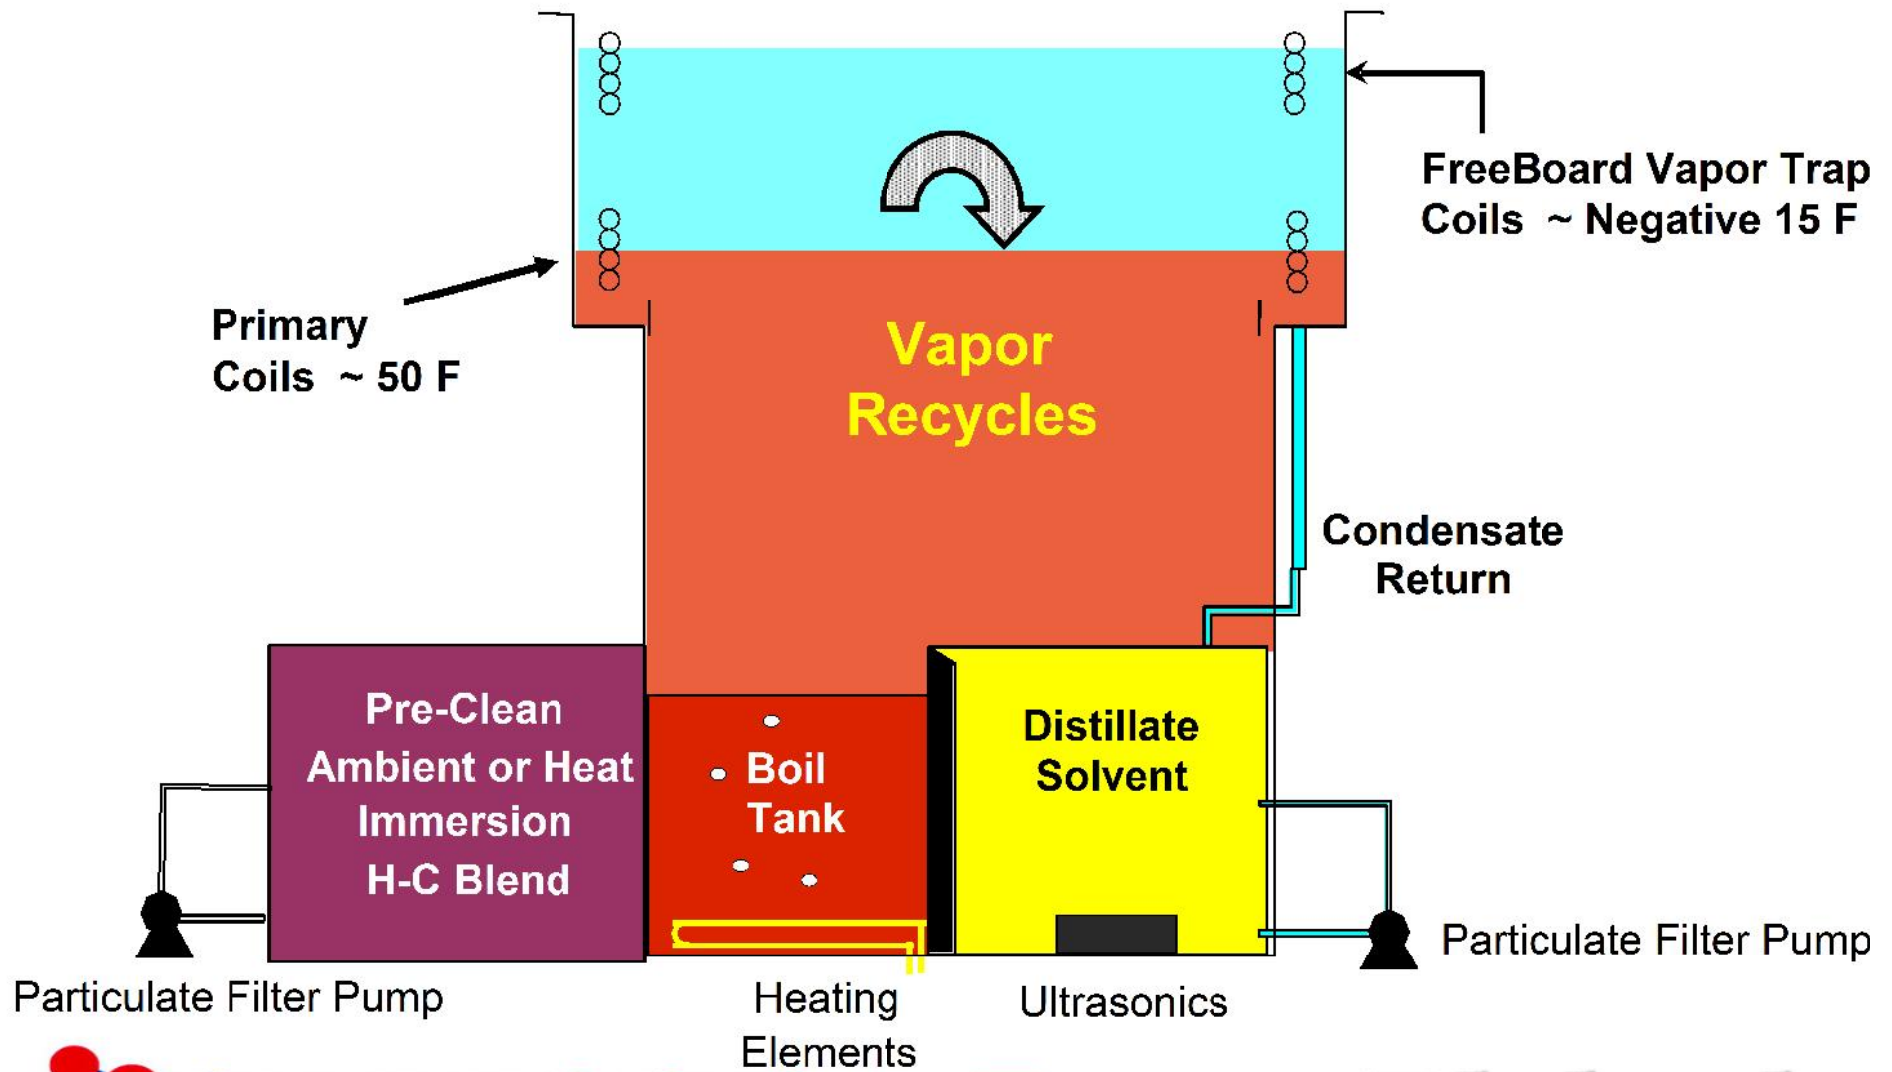 FreeBoard Vapor Trap
Coils ~ Negative 15 F
Primary
Coils ~ 50 F
Vapor
Recycles
Condensate
Return
Pre-Clean
Ambient or Heat
Immersion
H-C Blend
Boil
Tank
Distillate
Solvent
Particulate Filter Pump
Particulate Filter Pump
Heating
Elements
Ultrasonics